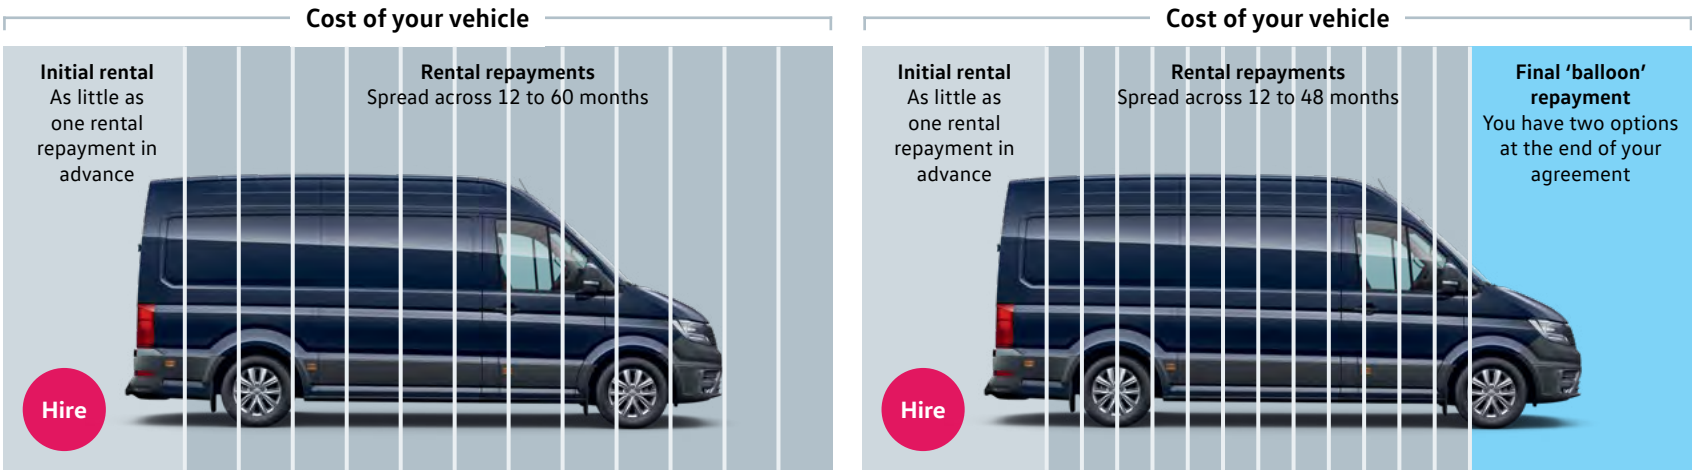 Cost of your vehicle
Initial rental
As little as
one rental
repayment in
advance
Rental repayments
Spread across 12 to 60 months
Hire
Cost of your vehicle
Initial rental
As little as
one rental
repayment in
advance
Rental repayments
Spread across 12 to 48 months
Final ‘balloon’
repayment
You have two options
at the end of your
agreement
Hire